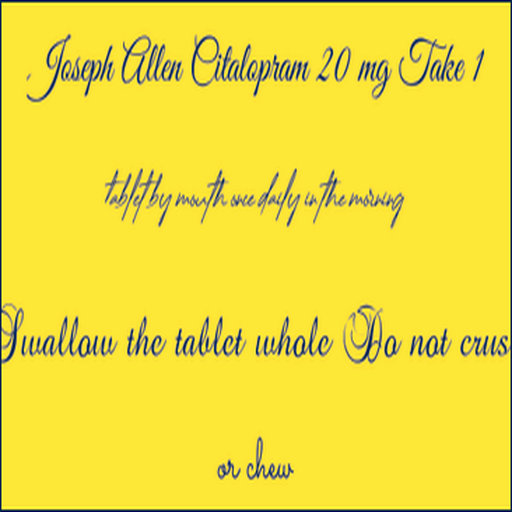 Joseph Allen Citalopram 20 mg Take 1
tablet by mouth once daily in the morning
Swallow the tablet whole Do not crus
or chew